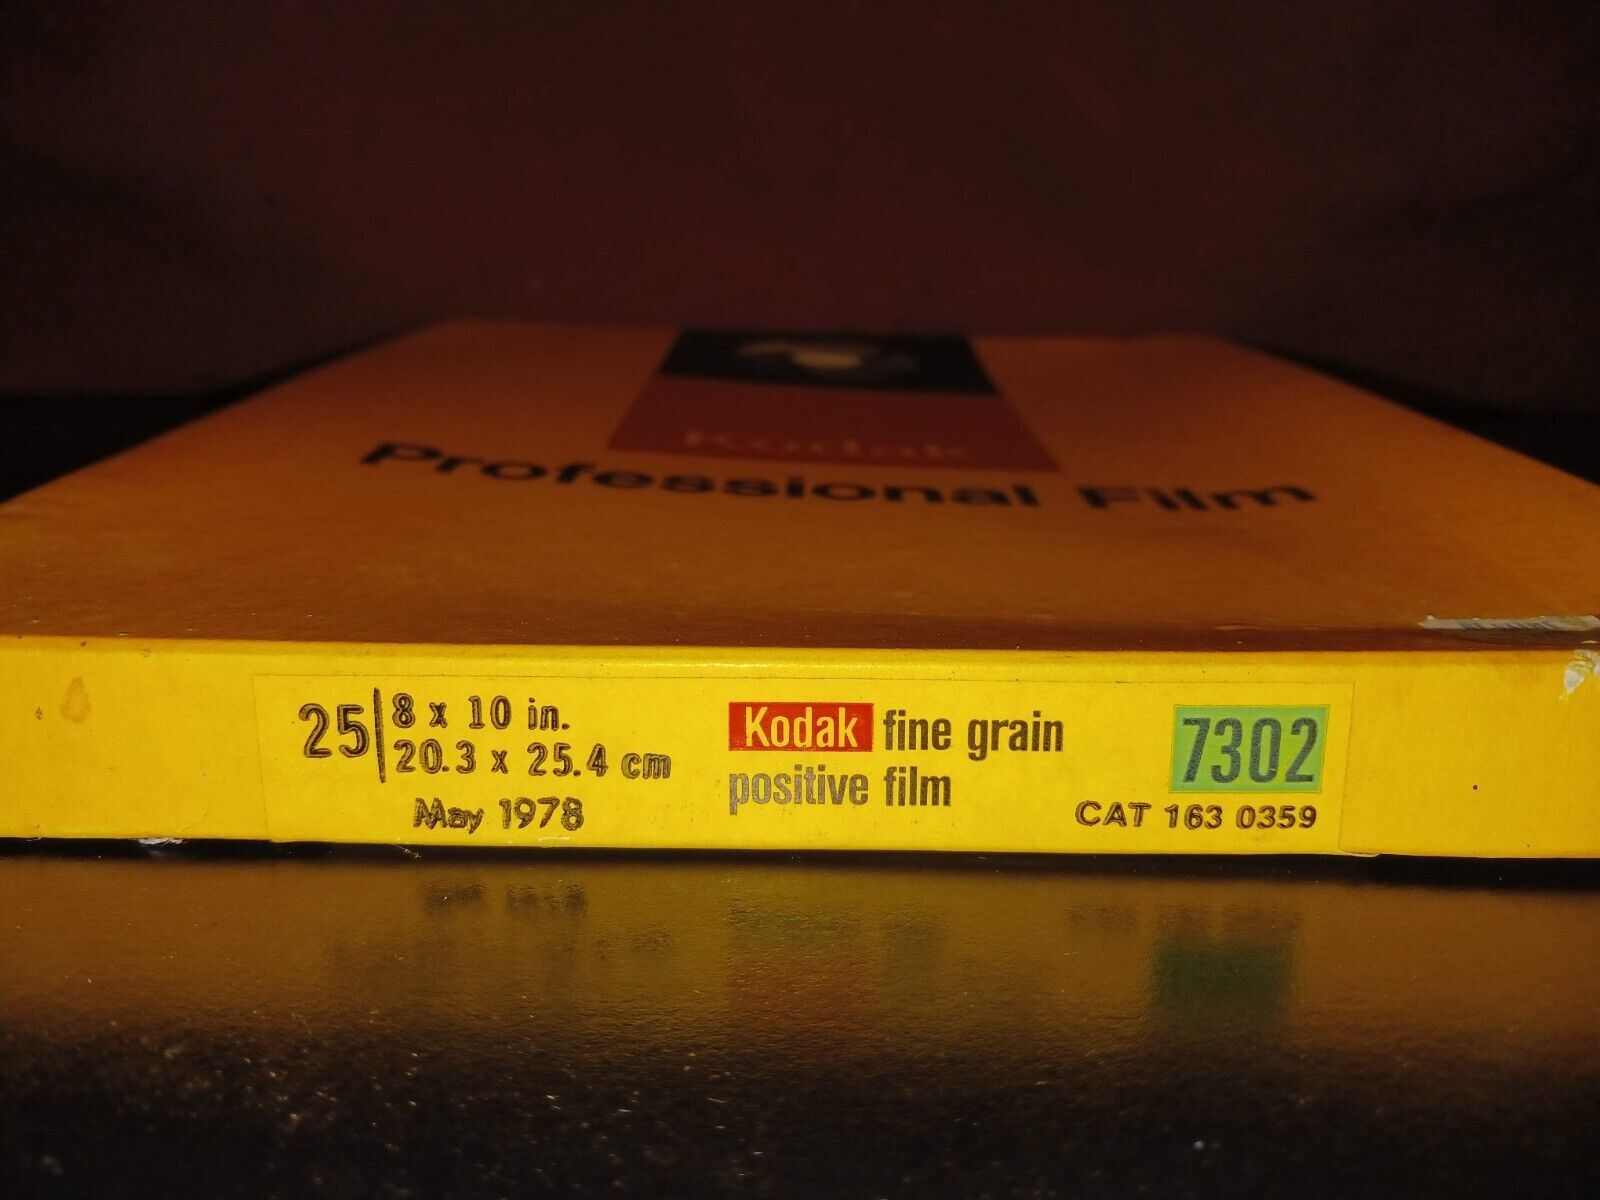 Kodak
Professional Film
25 8 x 10 in.
20.3 x 25.4 cm
May 1978
Kodak fine grain
positive film
7302
CAT 163 0359